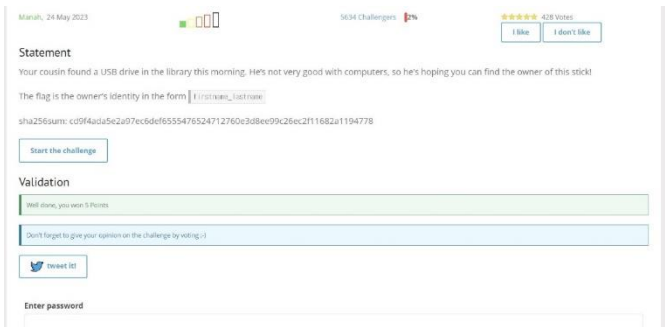 Manah, 24 May 2023 5634 Challengers 2% 428 Votes
I like I don't like
Statement
Your cousin found a USB drive in the library this morning. He's not very good with computers, so he's hoping you can find the owner of this stick!
The flag is the owner's identity in the form firstname_lastname
sha256sum: cd9f4ada5e2a97ec6def6555476524712760e3d8ee99c26ec2f11682a1194778
Start the challenge
Validation
Well done, you won 5 Points
Don't forget to give your opinion on the challenge by voting ;-)
tweet it!
Enter password